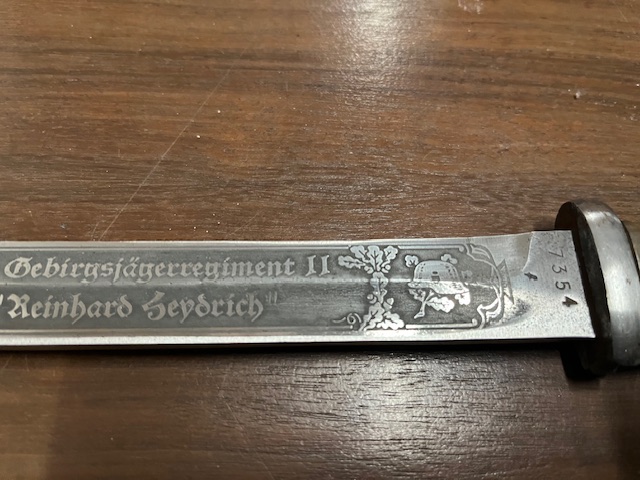 Gebirgsjägerregiment II
"Reinhard Heydrich"
7354